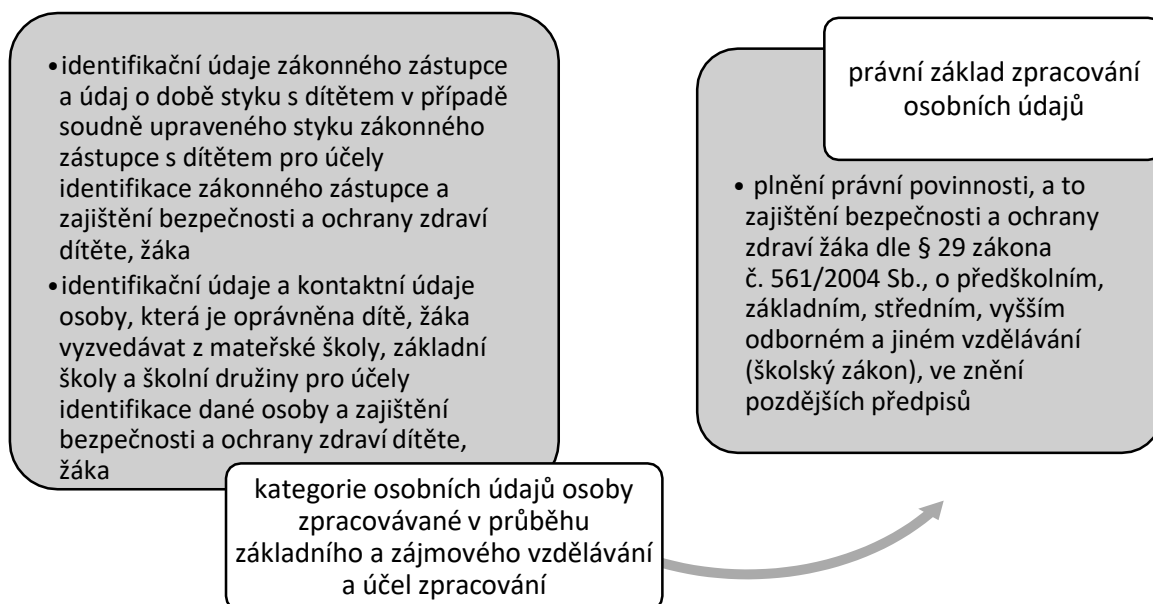 •identifikační údaje zákonného zástupce
a údaj o době styku s dítětem v případě
soudně upraveného styku zákonného
zástupce s dítětem pro účely
identifikace zákonného zástupce a
zajištění bezpečnosti a ochrany zdraví
dítěte, žáka
•identifikační údaje a kontaktní údaje
osoby, která je oprávněna dítě, žáka
vyzvedávat z mateřské školy, základní
školy a školní družiny pro účely
identifikace dané osoby a zajištění
bezpečnosti a ochrany zdraví dítěte,
žáka
kategorie osobních údajů osoby
zpracovávané v průběhu
základního a zájmového vzdělávání
a účel zpracování
právní základ zpracování
osobních údajů
• plnění právní povinnosti, a to
zajištění bezpečnosti a ochrany
zdraví žáka dle § 29 zákona
č. 561/2004 Sb., o předškolním,
základním, středním, vyšším
odborném a jiném vzdělávání
(školský zákon), ve znění
pozdějších předpisů